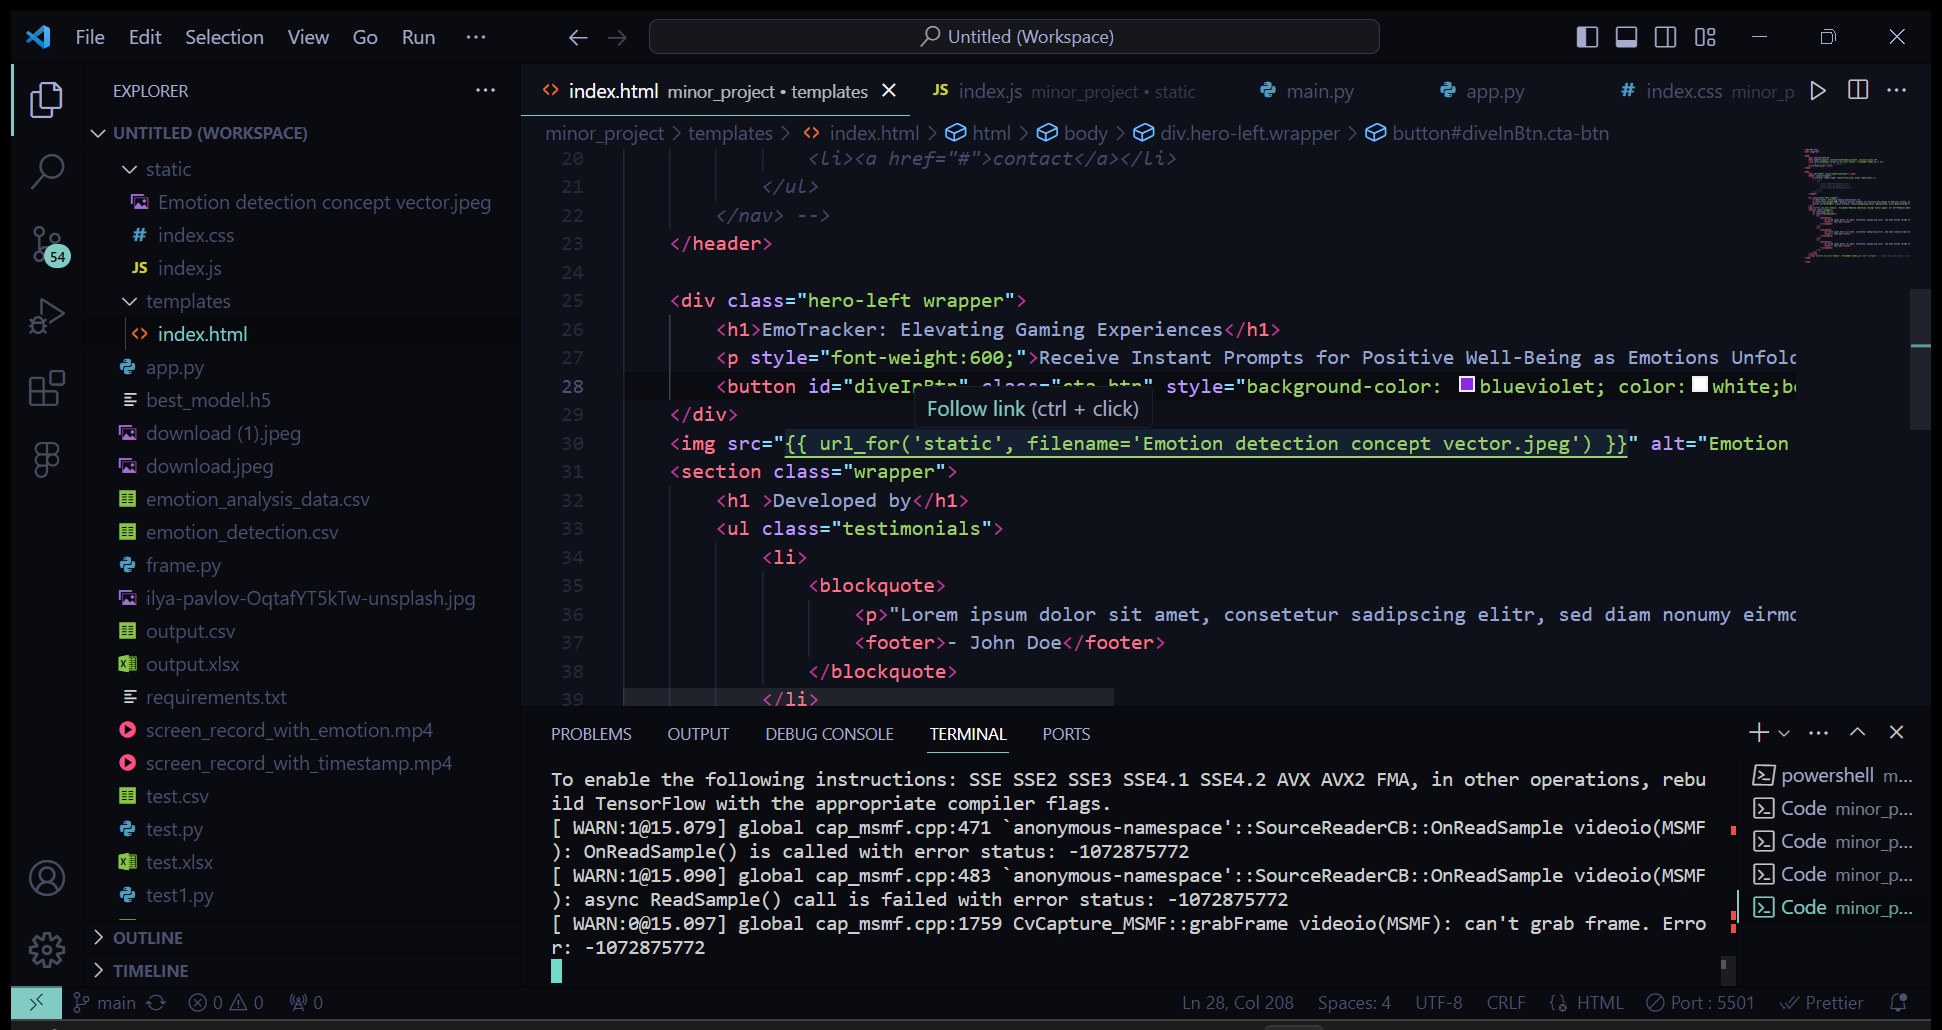 File Edit Selection View Go Run ···
Untitled (Workspace)
EXPLORER ···
UNTITLED (WORKSPACE)
static
Emotion detection concept vector.jpeg
# index.css
JS index.js
templates
<> index.html
app.py
best_model.h5
download (1).jpeg
download.jpeg
emotion_analysis_data.csv
emotion_detection.csv
frame.py
ilya-pavlov-OqtafYT5kTw-unsplash.jpg
output.csv
output.xlsx
requirements.txt
screen_record_with_emotion.mp4
screen_record_with_timestamp.mp4
test.csv
test.py
test.xlsx
test1.py
OUTLINE
TIMELINE
54
<> index.html minor_project • templates
JS index.js minor_project • static
main.py
app.py
# index.css minor_p
minor_project > templates > <> index.html > html > body > div.hero-left.wrapper > button#diveInBtn.cta-btn
20 <li><a href="#">contact</a></li>
21 </ul>
22 </nav> -->
23 </header>
24
25 <div class="hero-left wrapper">
26 <h1>EmoTracker: Elevating Gaming Experiences</h1>
27 <p style="font-weight:600;">Receive Instant Prompts for Positive Well-Being as Emotions Unfol
28 <button id="diveInBtn" class="cta-btn" style="background-color: blueviolet; color: white;b
Follow link (ctrl + click)
29 </div>
30 <img src="{{ url_for('static', filename='Emotion detection concept vector.jpeg') }}" alt="Emotion
31 <section class="wrapper">
32 <h1 >Developed by</h1>
33 <ul class="testimonials">
34 <li>
35 <blockquote>
36 <p>"Lorem ipsum dolor sit amet, consetetur sadipscing elitr, sed diam nonumy eirmo
37 <footer>- John Doe</footer>
38 </blockquote>
39 </li>
PROBLEMS OUTPUT DEBUG CONSOLE TERMINAL PORTS
To enable the following instructions: SSE SSE2 SSE3 SSE4.1 SSE4.2 AVX AVX2 FMA, in other operations, rebu
ild TensorFlow with the appropriate compiler flags.
[ WARN:1@15.079] global cap_msmf.cpp:471 `anonymous-namespace'::SourceReaderCB::OnReadSample videoio(MSMF
): OnReadSample() is called with error status: -1072875772
[ WARN:1@15.090] global cap_msmf.cpp:483 `anonymous-namespace'::SourceReaderCB::OnReadSample videoio(MSMF
): async ReadSample() call is failed with error status: -1072875772
[ WARN:0@15.097] global cap_msmf.cpp:1759 CvCapture_MSMF::grabFrame videoio(MSMF): can't grab frame. Erro
r: -1072875772
powershell m...
Code minor_p...
Code minor_p...
Code minor_p...
Code minor_p...
main 0 0 0
Ln 28, Col 208 Spaces: 4 UTF-8 CRLF HTML Port : 5501 Prettier